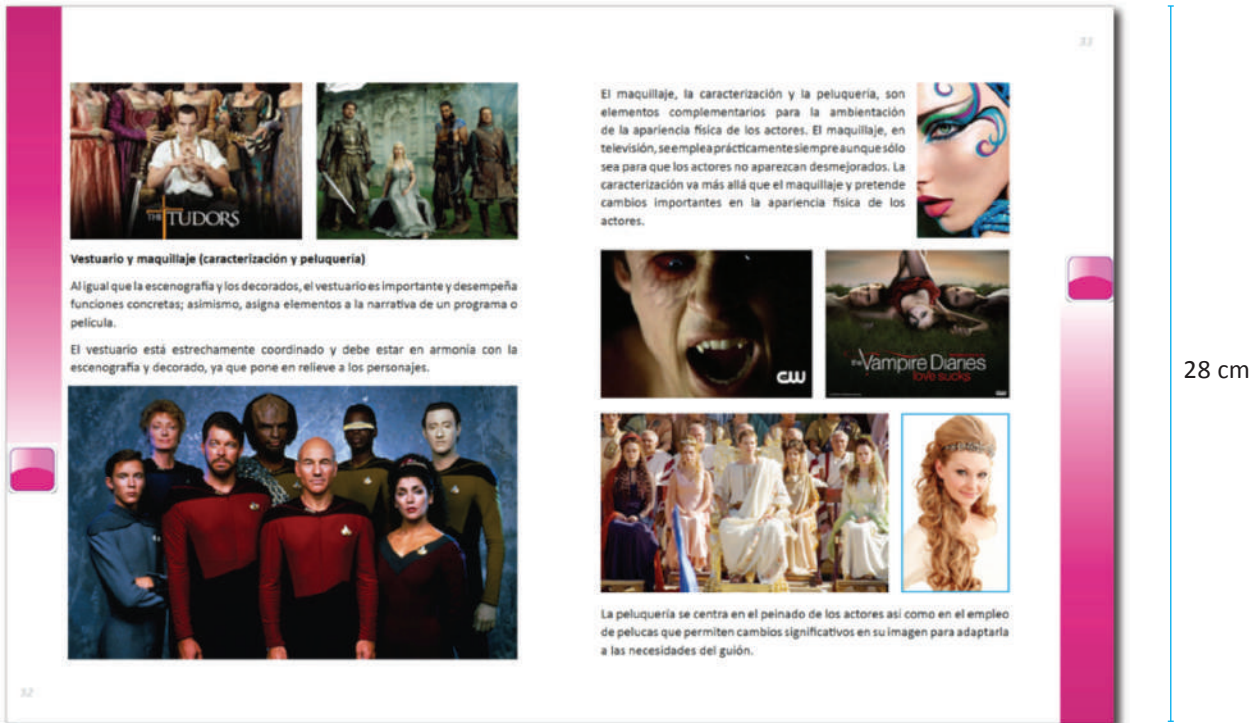 33
THE TUDORS
Vestuario y maquillaje (caracterización y peluquería)
Al igual que la escenografía y los decorados, el vestuario es importante y desempeña
funciones concretas; asimismo, asigna elementos a la narrativa de un programa o
película.
El vestuario está estrechamente coordinado y debe estar en armonía con la
escenografía y decorado, ya que pone en relieve a los personajes.
32
El maquillaje, la caracterización y la peluquería, son
elementos complementarios para la ambientación
de la apariencia física de los actores. El maquillaje, en
televisión, se emplea prácticamente siempre aunque sólo
sea para que los actores no aparezcan desmejorados. La
caracterización va más allá que el maquillaje y pretende
cambios importantes en la apariencia física de los
actores.
CW
the Vampire Diaries
love sucks
La peluquería se centra en el peinado de los actores así como en el empleo
de pelucas que permiten cambios significativos en su imagen para adaptarla
a las necesidades del guión.
28 cm